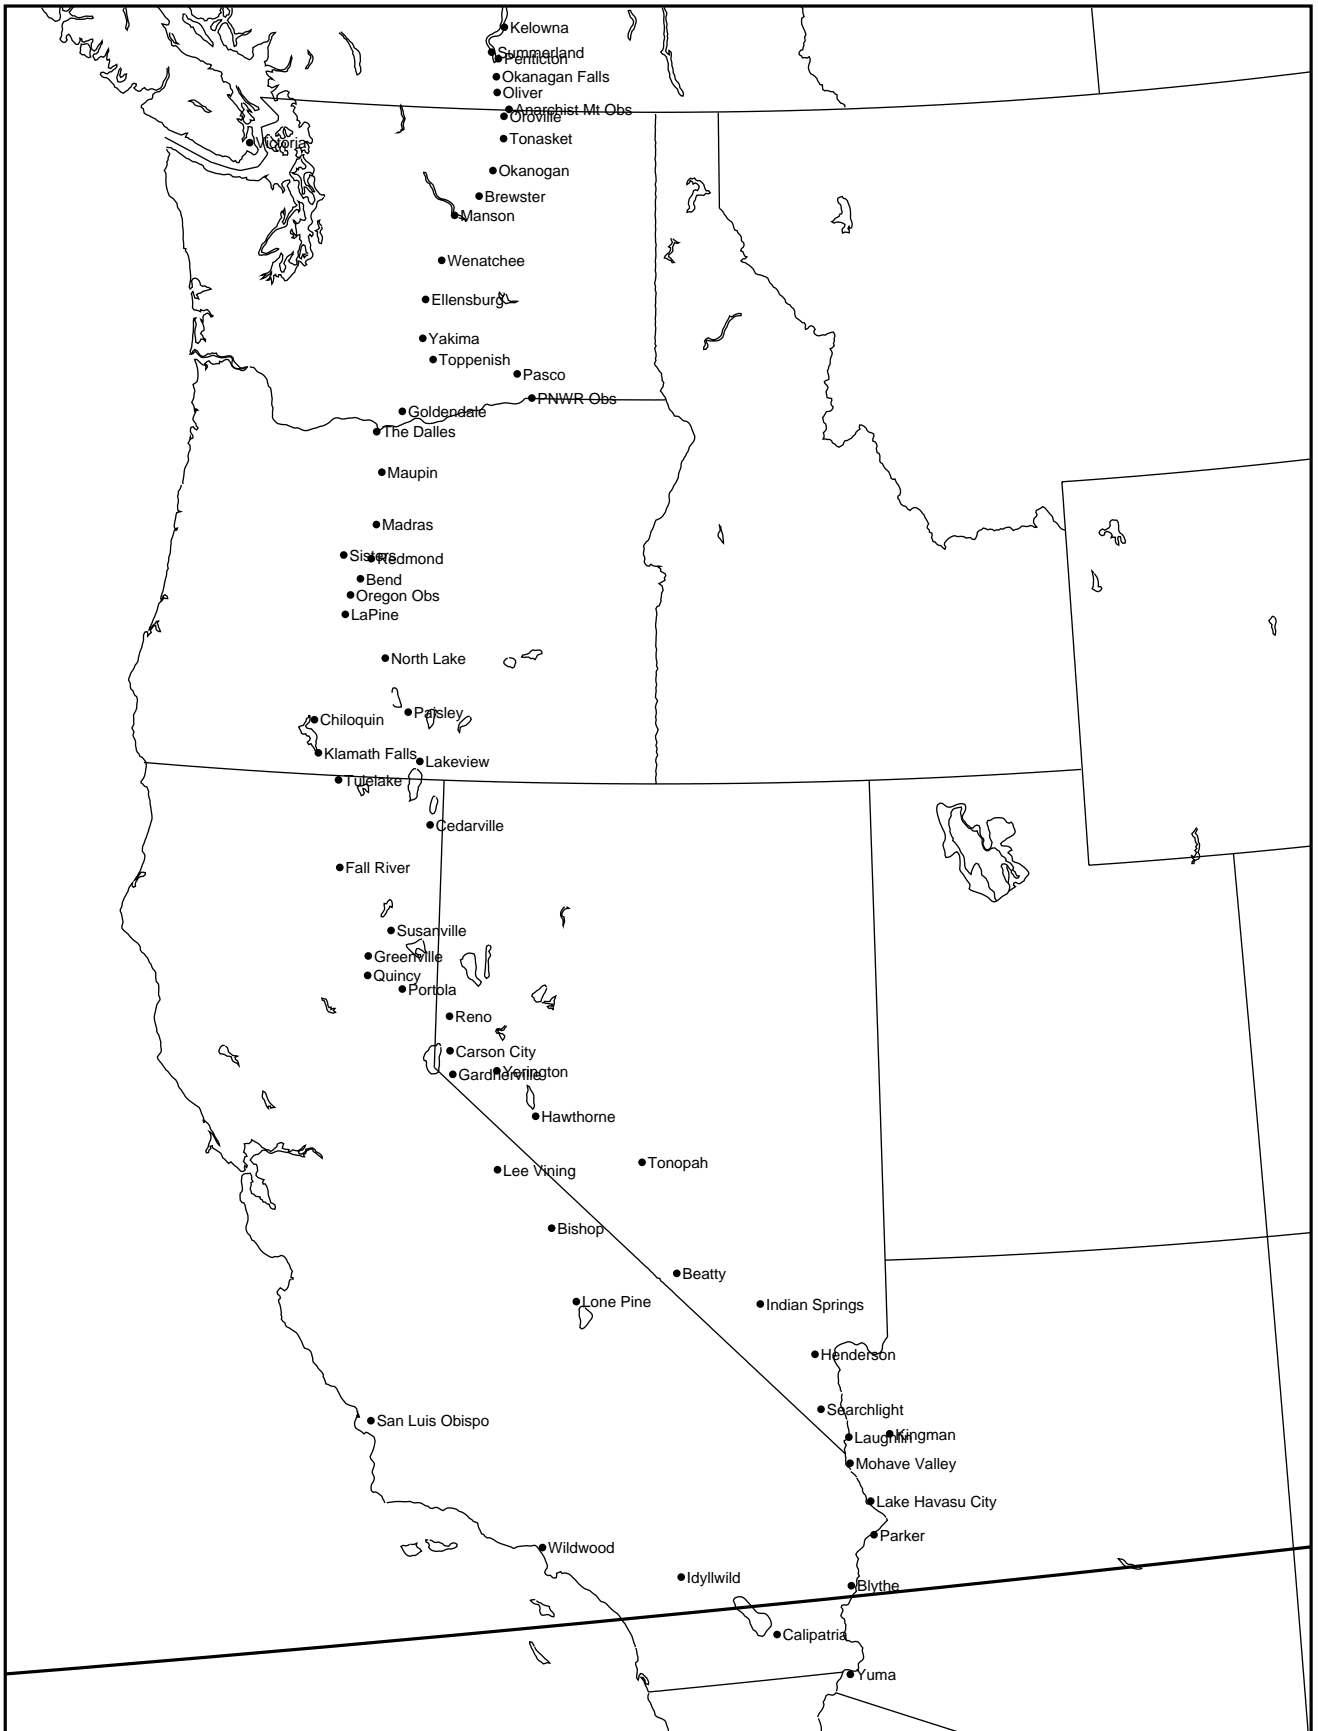 Kelowna
Summerland
Penticton
Okanagan Falls
Oliver
Anarchist Mt Obs
Oroville
Tonasket
Victoria
Okanogan
Brewster
Manson
Wenatchee
Ellensburg
Yakima
Toppenish
Pasco
PNWR Obs
Goldendale
The Dalles
Maupin
Madras
Sisters
Redmond
Bend
Oregon Obs
LaPine
North Lake
Paisley
Chiloquin
Klamath Falls
Lakeview
Tulelake
Cedarville
Fall River
Susanville
Greenville
Quincy
Portola
Reno
Carson City
Yerington
Gardnerville
Hawthorne
Tonopah
Lee Vining
Bishop
Beatty
Lone Pine
Indian Springs
Henderson
Searchlight
San Luis Obispo
Kingman
Laughlin
Mohave Valley
Lake Havasu City
Parker
Wildwood
Idyllwild
Blythe
Calipatria
Yuma